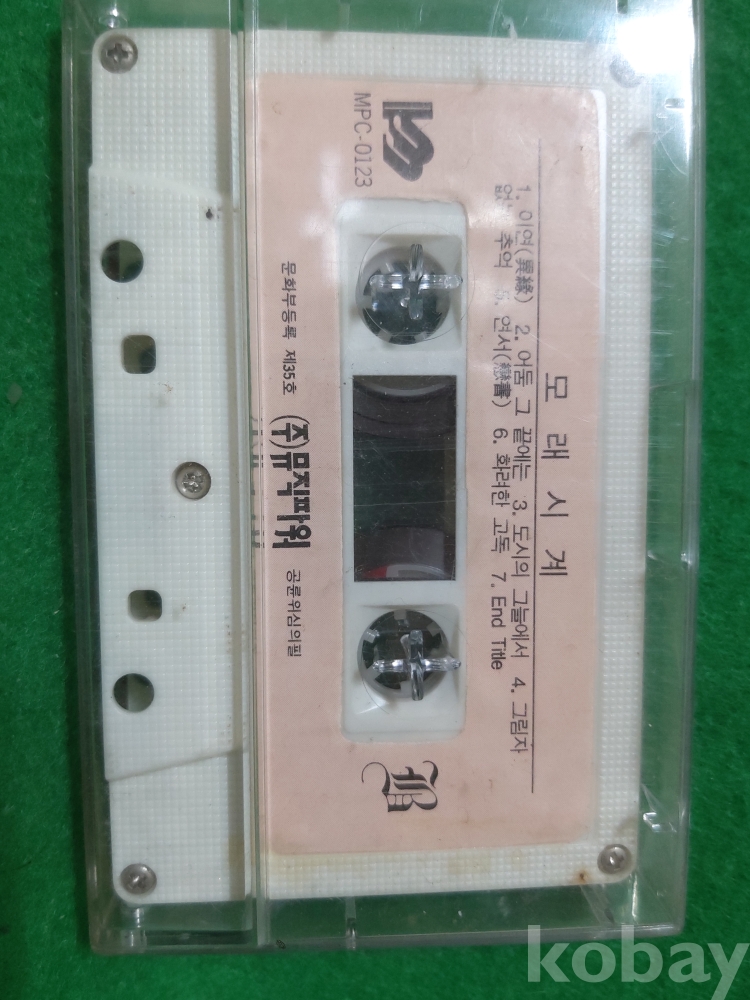 모래시계
1. 이연(異緣) 2. 어둠 그 끝에는 3. 도시의 그늘에서 4. 그림자
없는 추억 5. 연서(戀書) 6. 화려한 고독 7. End Title
MPC-0123
B
문화부등록 제35호 (주)뮤직파워 공륜위심의필
kobay